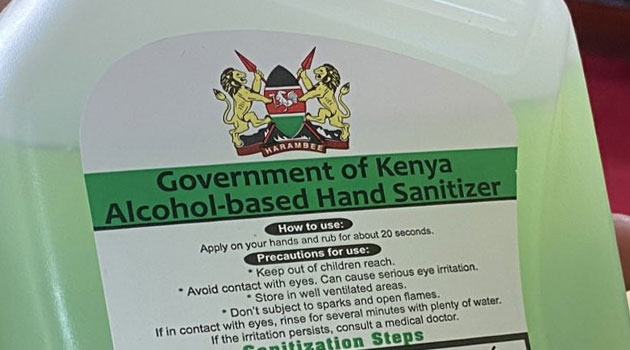 HARAMBEE
Government of Kenya
Alcohol-based Hand Sanitizer
How to use:
Apply on your hands and rub for about 20 seconds.
Precautions for use:
* Keep out of children reach.
* Avoid contact with eyes. Can cause serious eye irritation.
* Store in well ventilated areas.
* Don't subject to sparks and open flames.
If in contact with eyes, rinse for several minutes with plenty of water.
If the irritation persists, consult a medical doctor.
Sanitization Steps